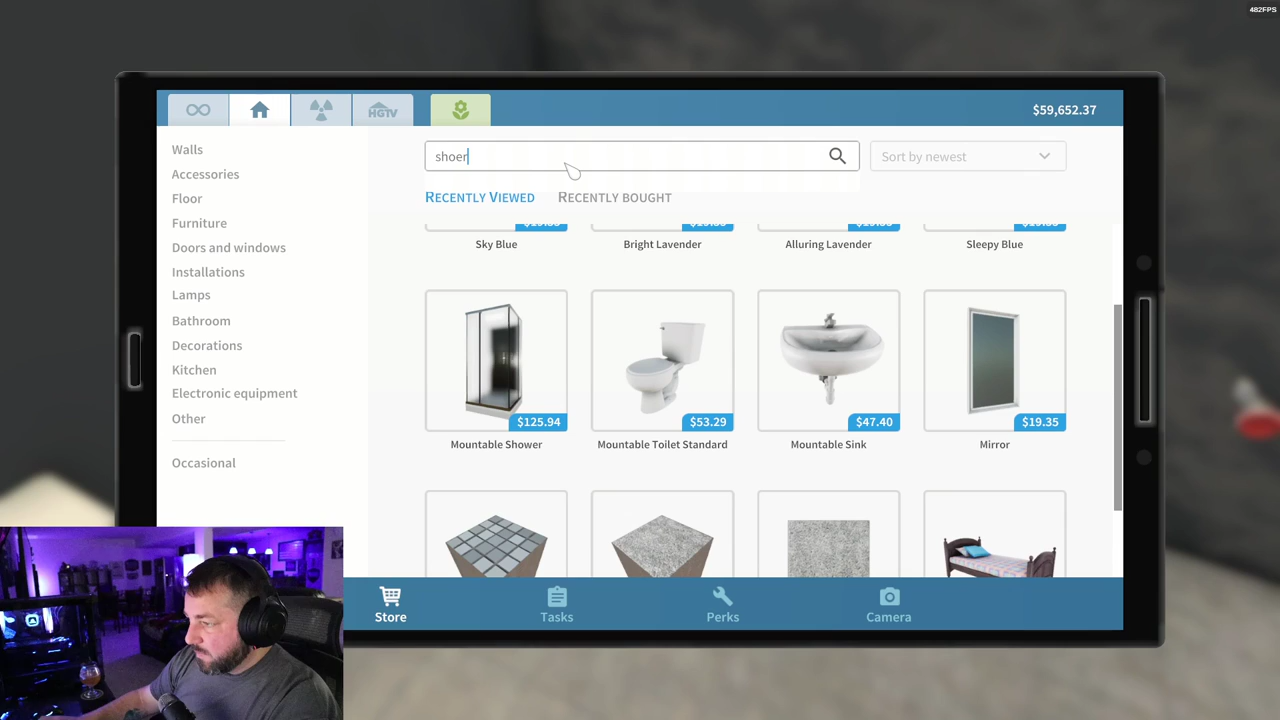 482FPS
HGTV
$59,652.37
Walls
Accessories
Floor
Furniture
Doors and windows
Installations
Lamps
Bathroom
Decorations
Kitchen
Electronic equipment
Other
Occasional
shoer
Sort by newest
RECENTLY VIEWED
RECENTLY BOUGHT
Sky Blue
Bright Lavender
Alluring Lavender
Sleepy Blue
$125.94
$53.29
$47.40
$19.35
Mountable Shower
Mountable Toilet Standard
Mountable Sink
Mirror
Store
Tasks
Perks
Camera